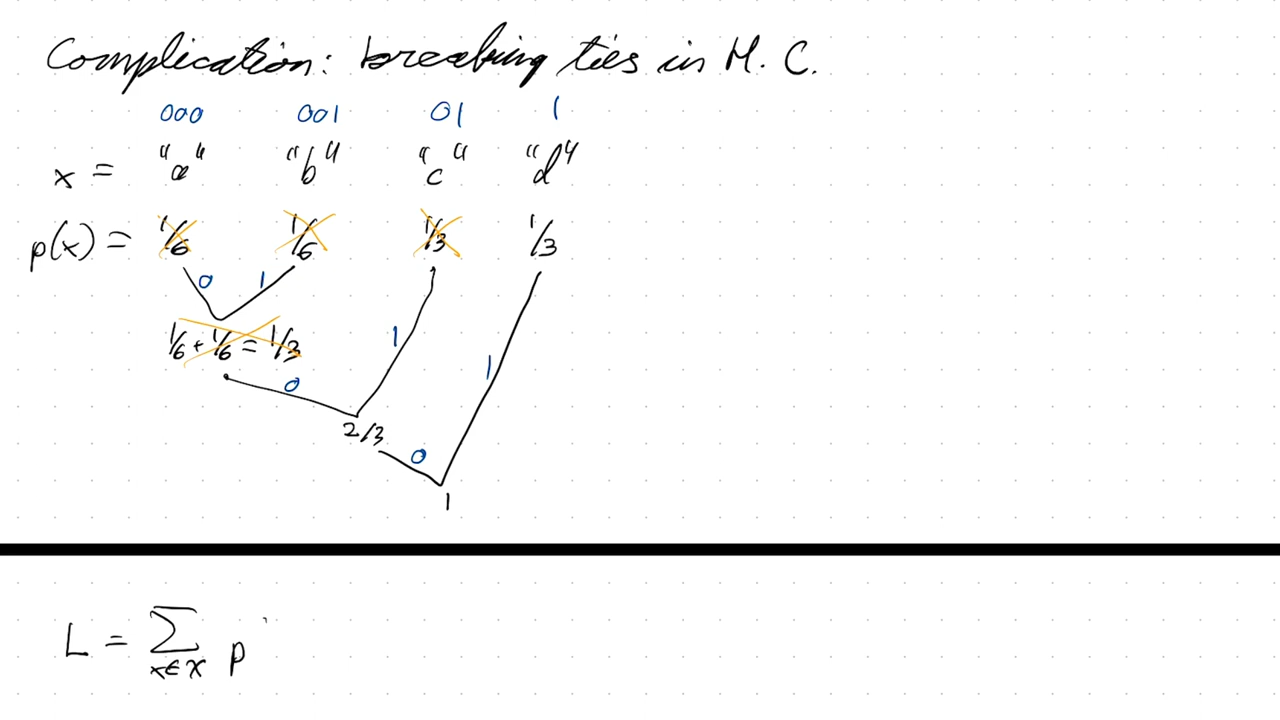 Complication: breaking ties in H. C.
000 001 01 1
x = "a" "b" "c" "d"
p(x) = 1/6 1/6 1/3 1/3
0 1
1/6 + 1/6 = 1/3 1 1
0
2/3
0
1
L = ∑ p
x∈X